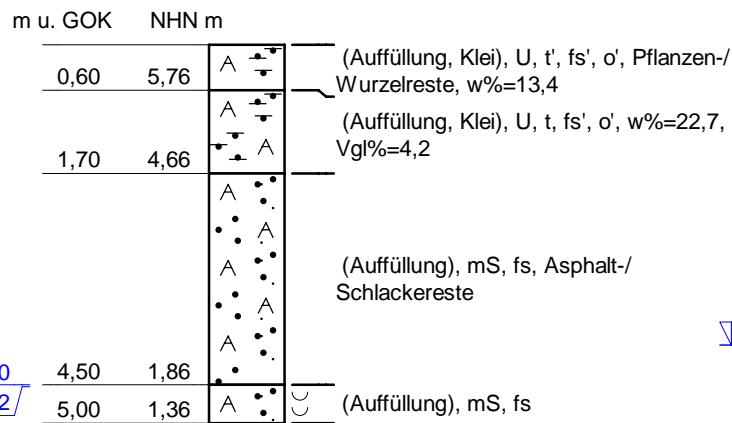 m u. GOK NHN m
(Auffüllung, Klei), U, t', fs', o', Pflanzen-/
0,60 5,76 A Wurzelreste, w%=13,4
A
(Auffüllung, Klei), U, t, fs', o', w%=22,7,
A Vgl%=4,2
1,70 4,66
A
A
A (Auffüllung), mS, fs, Asphalt-/
Schlackereste
A
A
0 4,50 1,86
2 5,00 1,36 A (Auffüllung), mS, fs